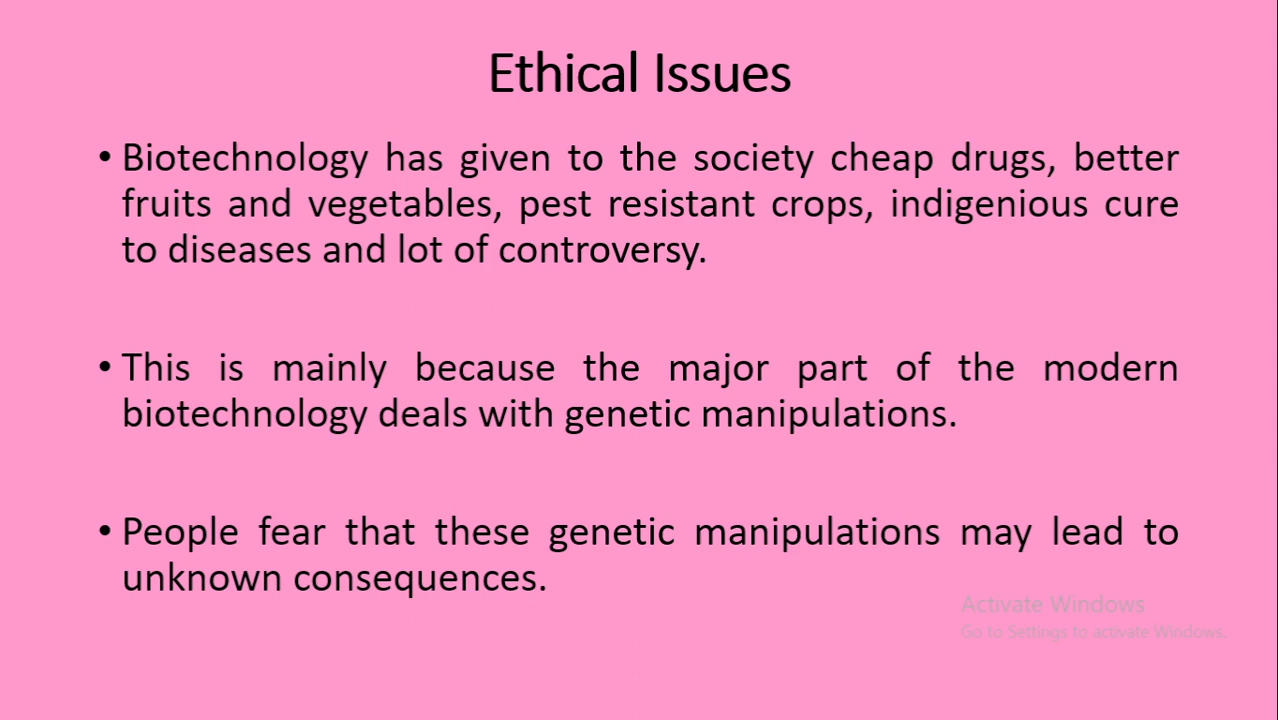 Ethical Issues
• Biotechnology has given to the society cheap drugs, better
fruits and vegetables, pest resistant crops, indigenious cure
to diseases and lot of controversy.
• This is mainly because the major part of the modern
biotechnology deals with genetic manipulations.
• People fear that these genetic manipulations may lead to
unknown consequences.
Activate Windows
Go to Settings to activate Windows.